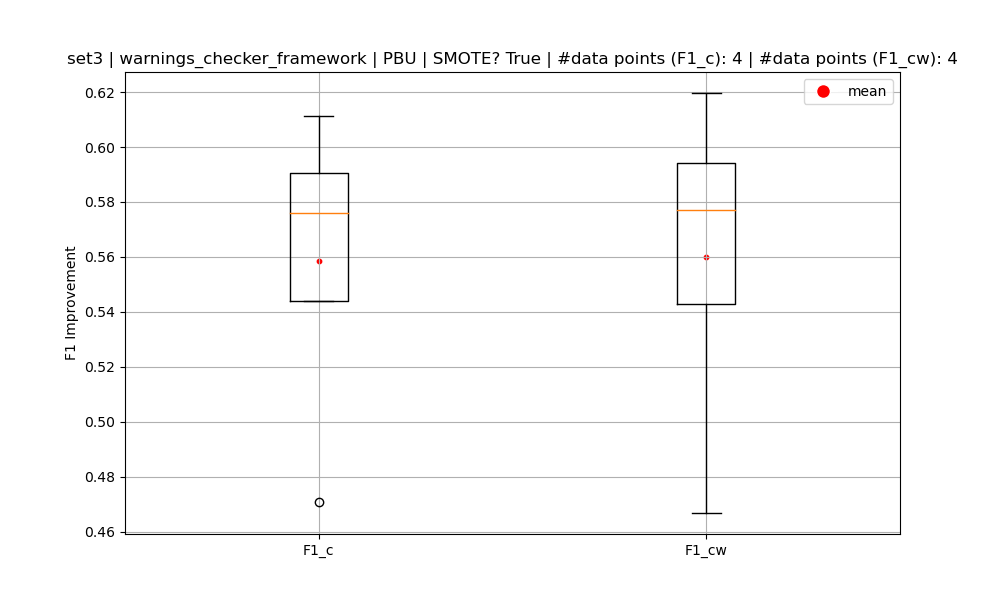 set3 | warnings_checker_framework | PBU | SMOTE? True | #data points (F1_c): 4 | #data points (F1_cw): 4
mean
0.62
0.60
0.58
0.56
0.54
0.52
0.50
0.48
0.46
F1 Improvement
F1_c
F1_cw